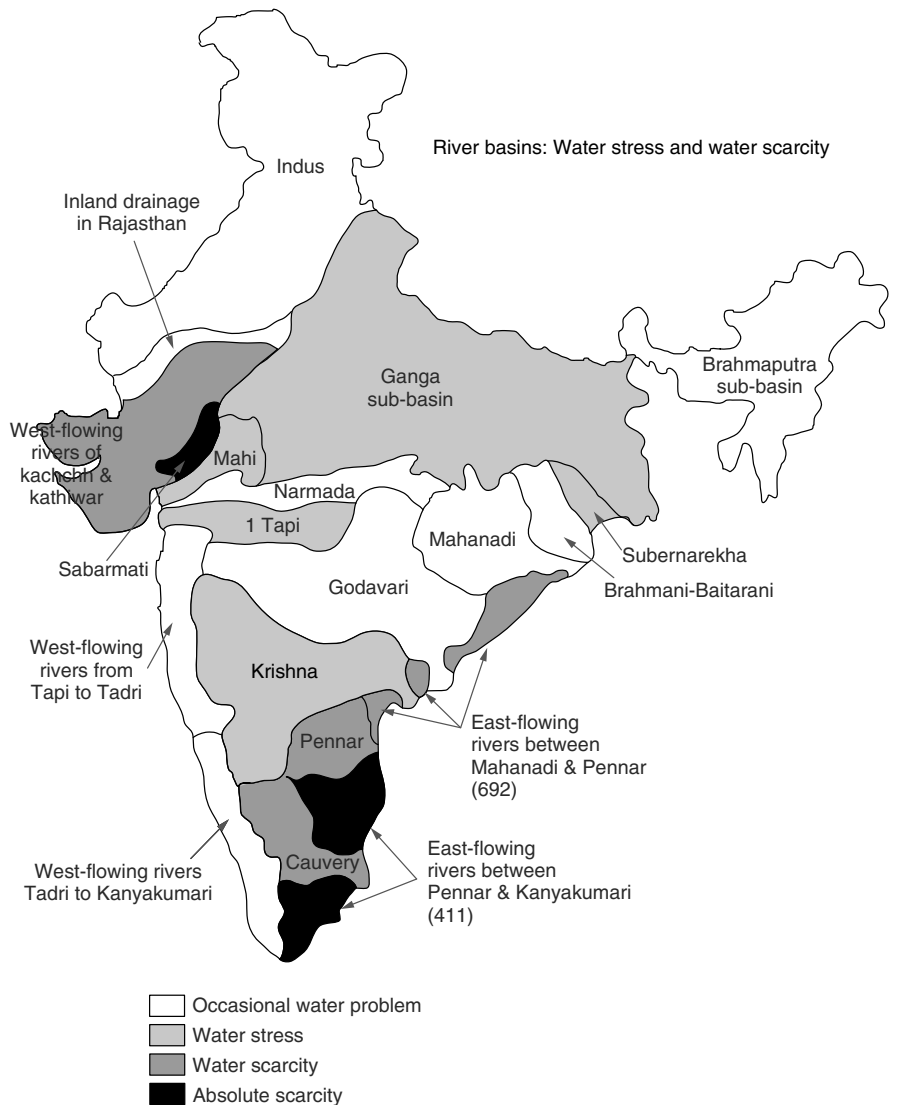 River basins: Water stress and water scarcity
Indus
Inland drainage
in Rajasthan
Brahmaputra
sub-basin
Ganga
sub-basin
West-flowing
rivers of
kachchh &
kathiwar
Mahi
Narmada
1 Tapi
Mahanadi
Subernarekha
Sabarmati
Brahmani-Baitarani
Godavari
West-flowing
rivers from
Tapi to Tadri
Krishna
East-flowing
rivers between
Mahanadi & Pennar
(692)
Pennar
West-flowing rivers
Tadri to Kanyakumari
Cauvery
East-flowing
rivers between
Pennar & Kanyakumari
(411)
Occasional water problem
Water stress
Water scarcity
Absolute scarcity